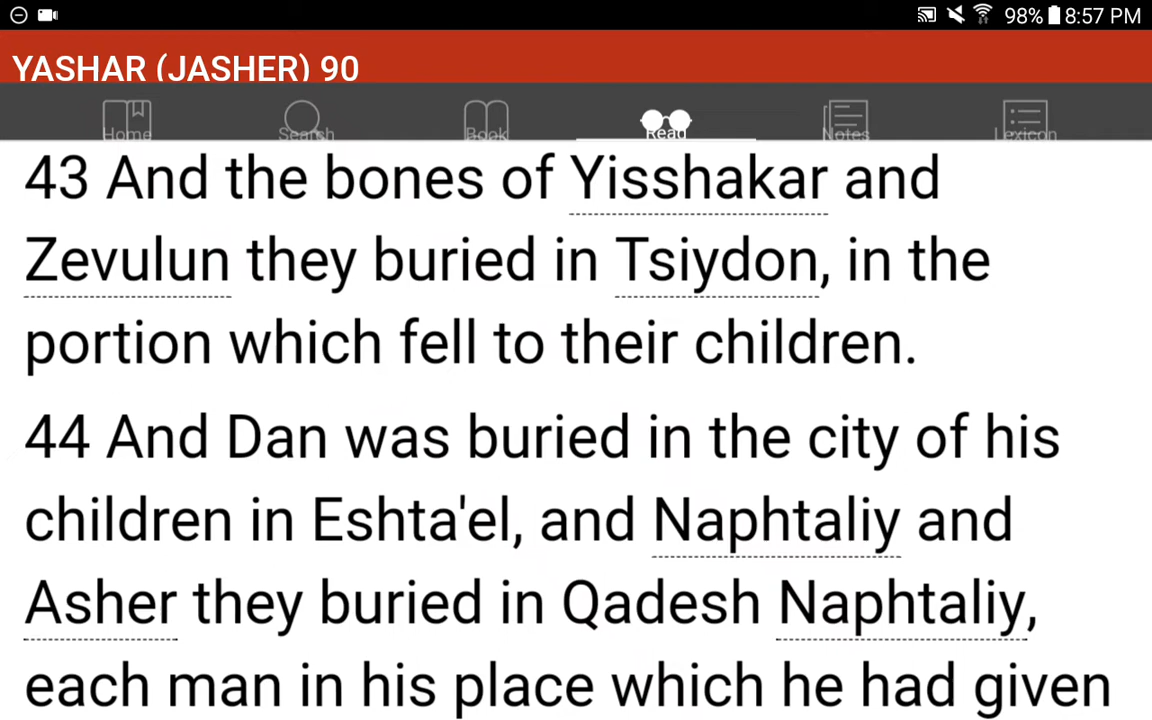 98% 8:57 PM
YASHAR (JASHER) 90
Home Search Book Read Notes Lexicon
43 And the bones of Yisshakar and
Zevulun they buried in Tsiydon, in the
portion which fell to their children.
44 And Dan was buried in the city of his
children in Eshta'el, and Naphtaliy and
Asher they buried in Qadesh Naphtaliy,
each man in his place which he had given